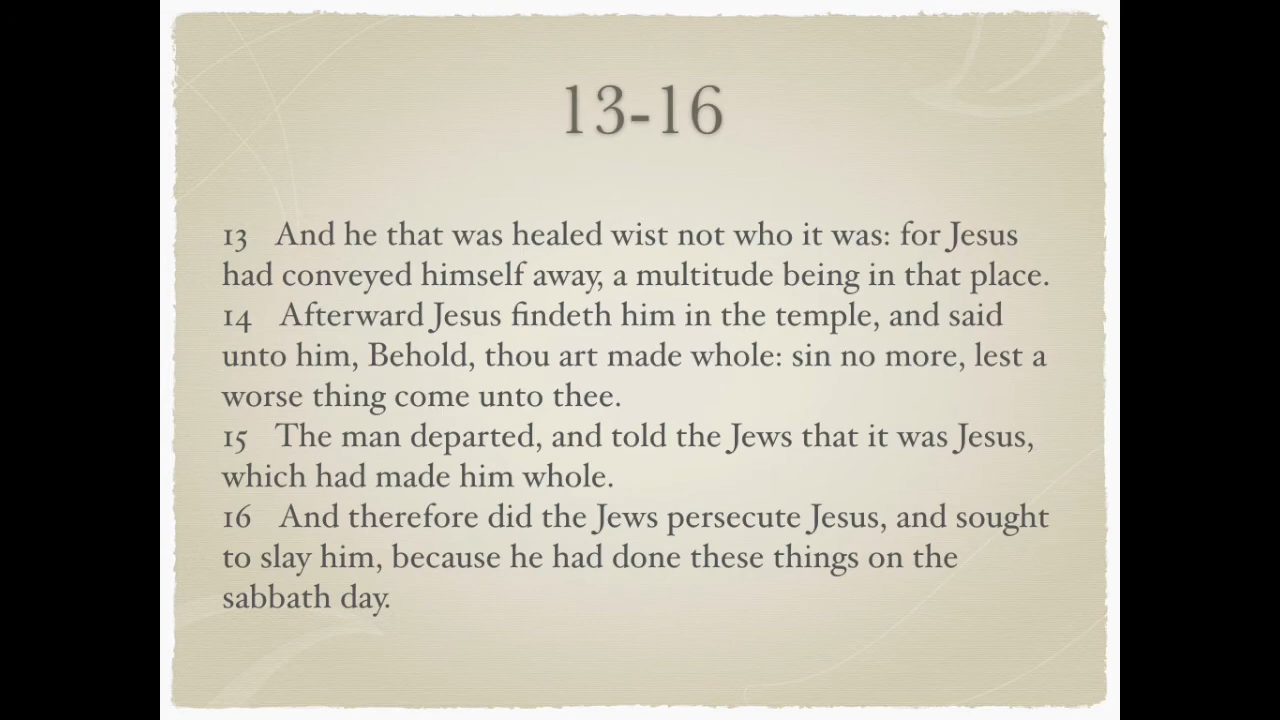 13-16
13 And he that was healed wist not who it was: for Jesus
had conveyed himself away, a multitude being in that place.
14 Afterward Jesus findeth him in the temple, and said
unto him, Behold, thou art made whole: sin no more, lest a
worse thing come unto thee.
15 The man departed, and told the Jews that it was Jesus,
which had made him whole.
16 And therefore did the Jews persecute Jesus, and sought
to slay him, because he had done these things on the
sabbath day.